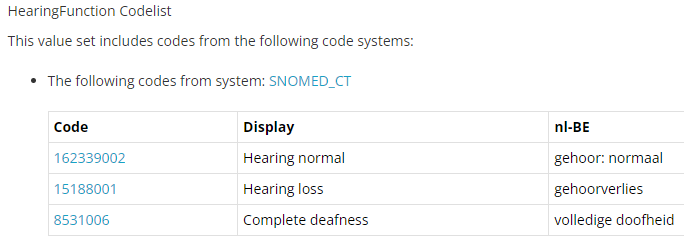 HearingFunction Codelist
This value set includes codes from the following code systems:
• The following codes from system: SNOMED_CT
Code Display nl-BE
162339002 Hearing normal gehoor: normaal
15188001 Hearing loss gehoorverlies
8531006 Complete deafness volledige doofheid